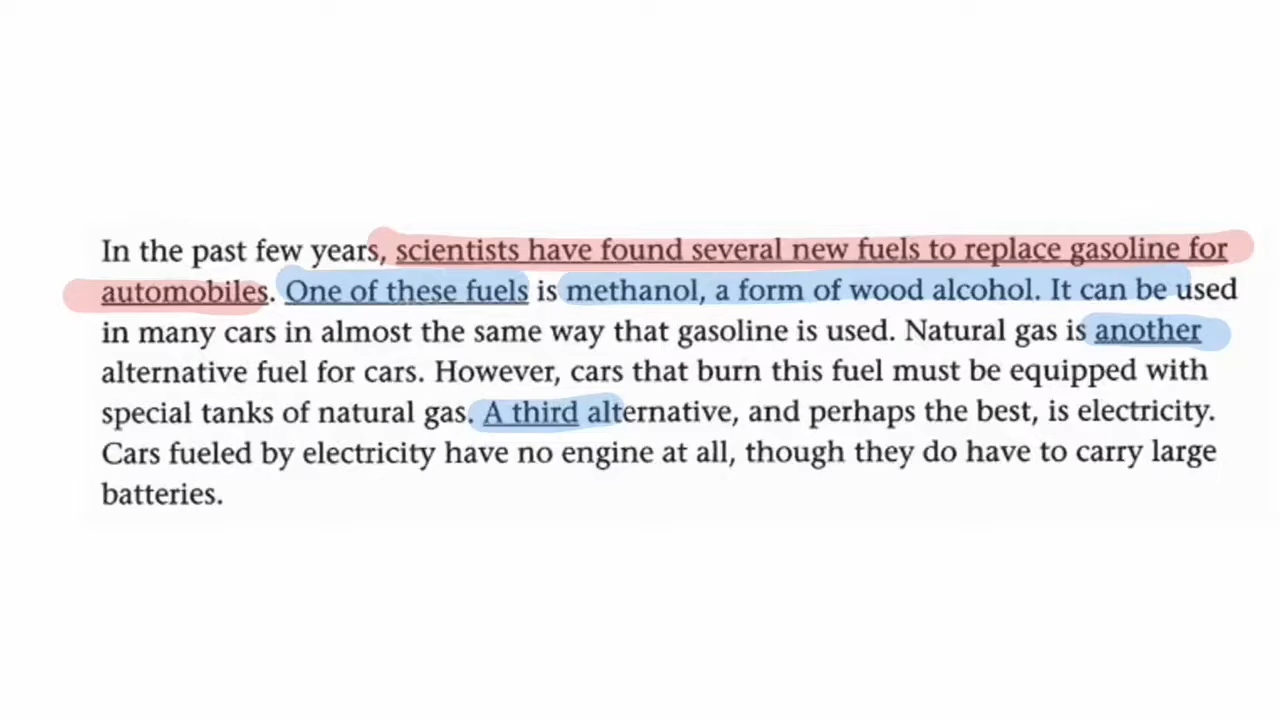 In the past few years, scientists have found several new fuels to replace gasoline for
automobiles. One of these fuels is methanol, a form of wood alcohol. It can be used
in many cars in almost the same way that gasoline is used. Natural gas is another
alternative fuel for cars. However, cars that burn this fuel must be equipped with
special tanks of natural gas. A third alternative, and perhaps the best, is electricity.
Cars fueled by electricity have no engine at all, though they do have to carry large
batteries.